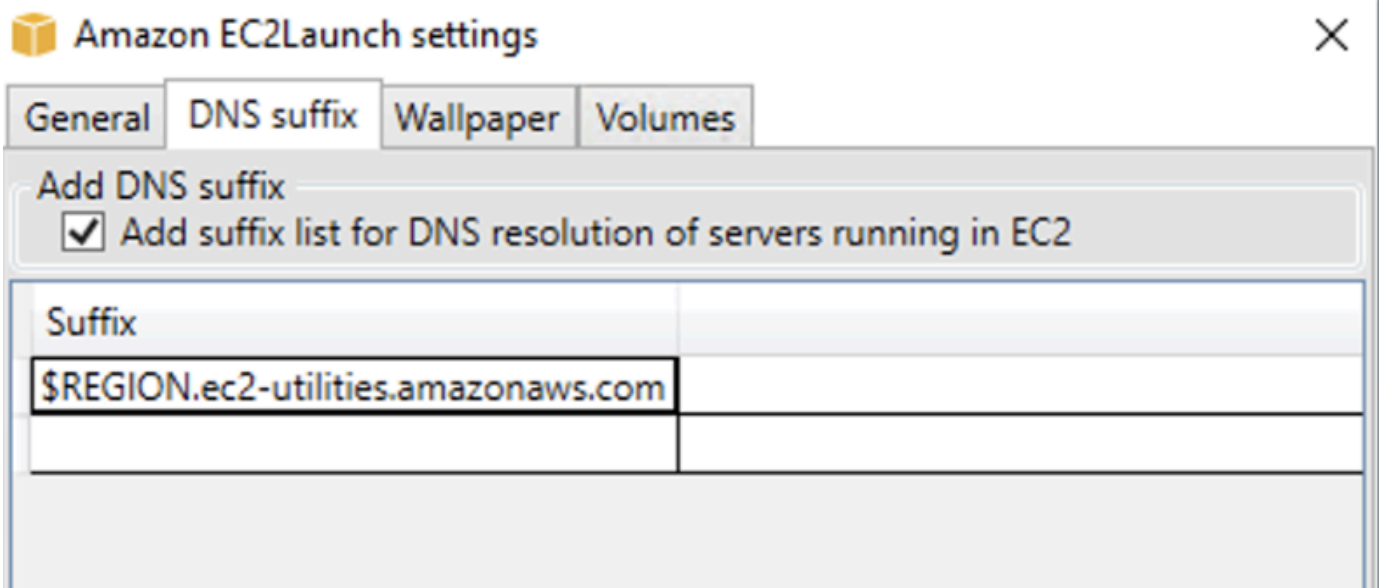 Amazon EC2Launch settings
General DNS suffix Wallpaper Volumes
Add DNS suffix
Add suffix list for DNS resolution of servers running in EC2
Suffix
$REGION.ec2-utilities.amazonaws.com